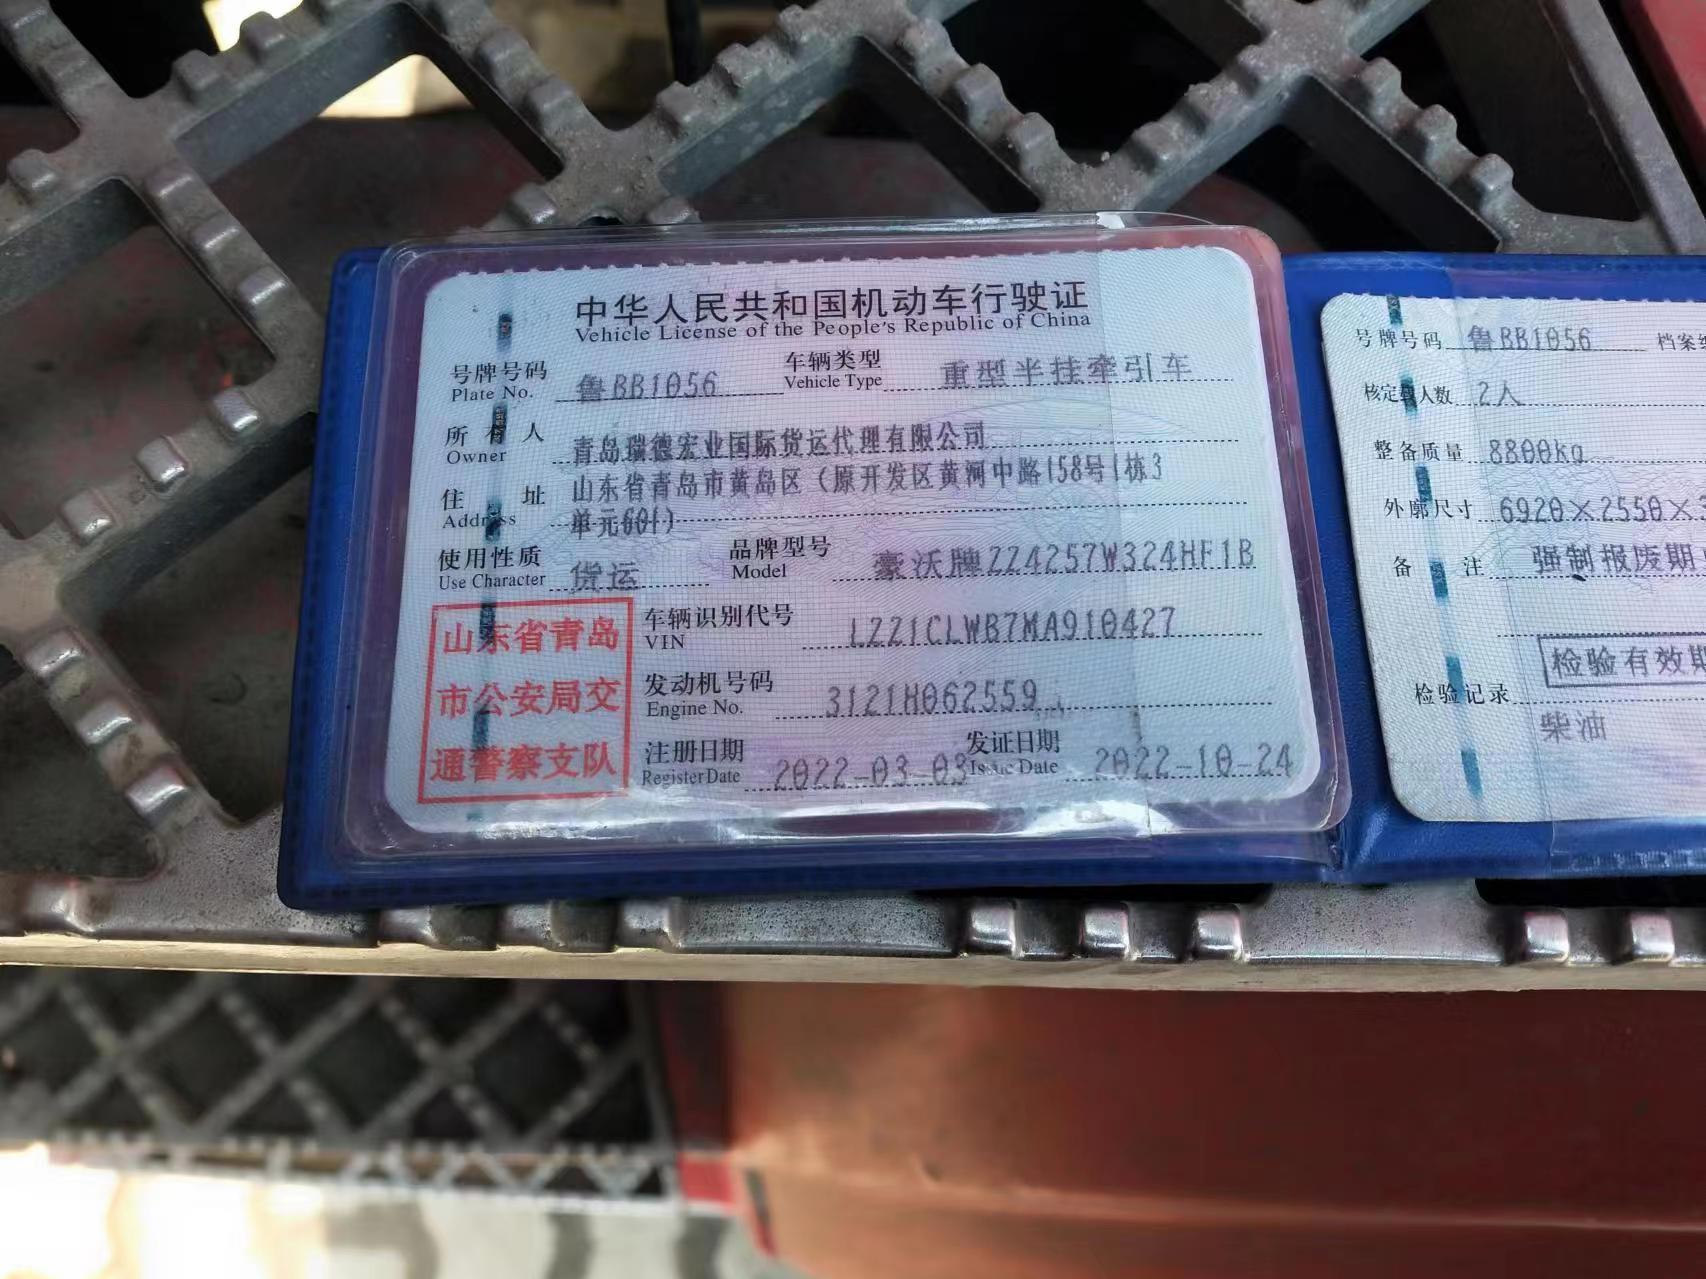 中华人民共和国机动车行驶证
Vehicle License of the People's Republic of China
号牌号码 鲁BB1056 车辆类型 重型半挂牵引车
Plate No. Vehicle Type
所有人 青岛瑞德宏业国际货运代理有限公司
Owner
住址 山东省青岛市黄岛区（原开发区黄河中路158号1栋3
Address 单元601）
使用性质 货运 品牌型号 豪沃牌ZZ4257W324HF1B
Use Character Model
山东省青岛
市公安局交
通警察支队
车辆识别代号 LZZ1CLWB7MA910427
VIN
发动机号码 3121H062559
Engine No.
注册日期 2022-03-03 发证日期 2022-10-24
Register Date Issue Date
号牌号码 鲁BB1056 档案
核定载人数 2人
整备质量 8800kg
外廓尺寸 6920×2550×
备注 强制报废期
检验有效期
检验记录
柴油